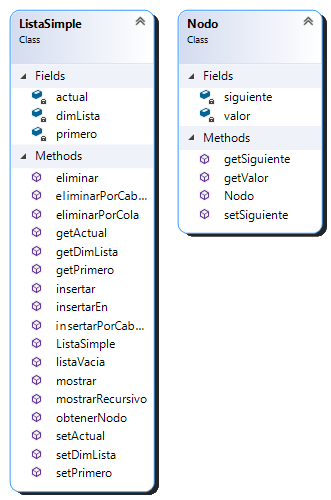 ListaSimple
Class
Fields
actual
dimLista
primero
Methods
eliminar
eliminarPorCab...
eliminarPorCola
getActual
getDimLista
getPrimero
insertar
insertarEn
insertarPorCab...
ListaSimple
listaVacia
mostrar
mostrarRecursivo
obtenerNodo
setActual
setDimLista
setPrimero
Nodo
Class
Fields
siguiente
valor
Methods
getSiguiente
getValor
Nodo
setSiguiente